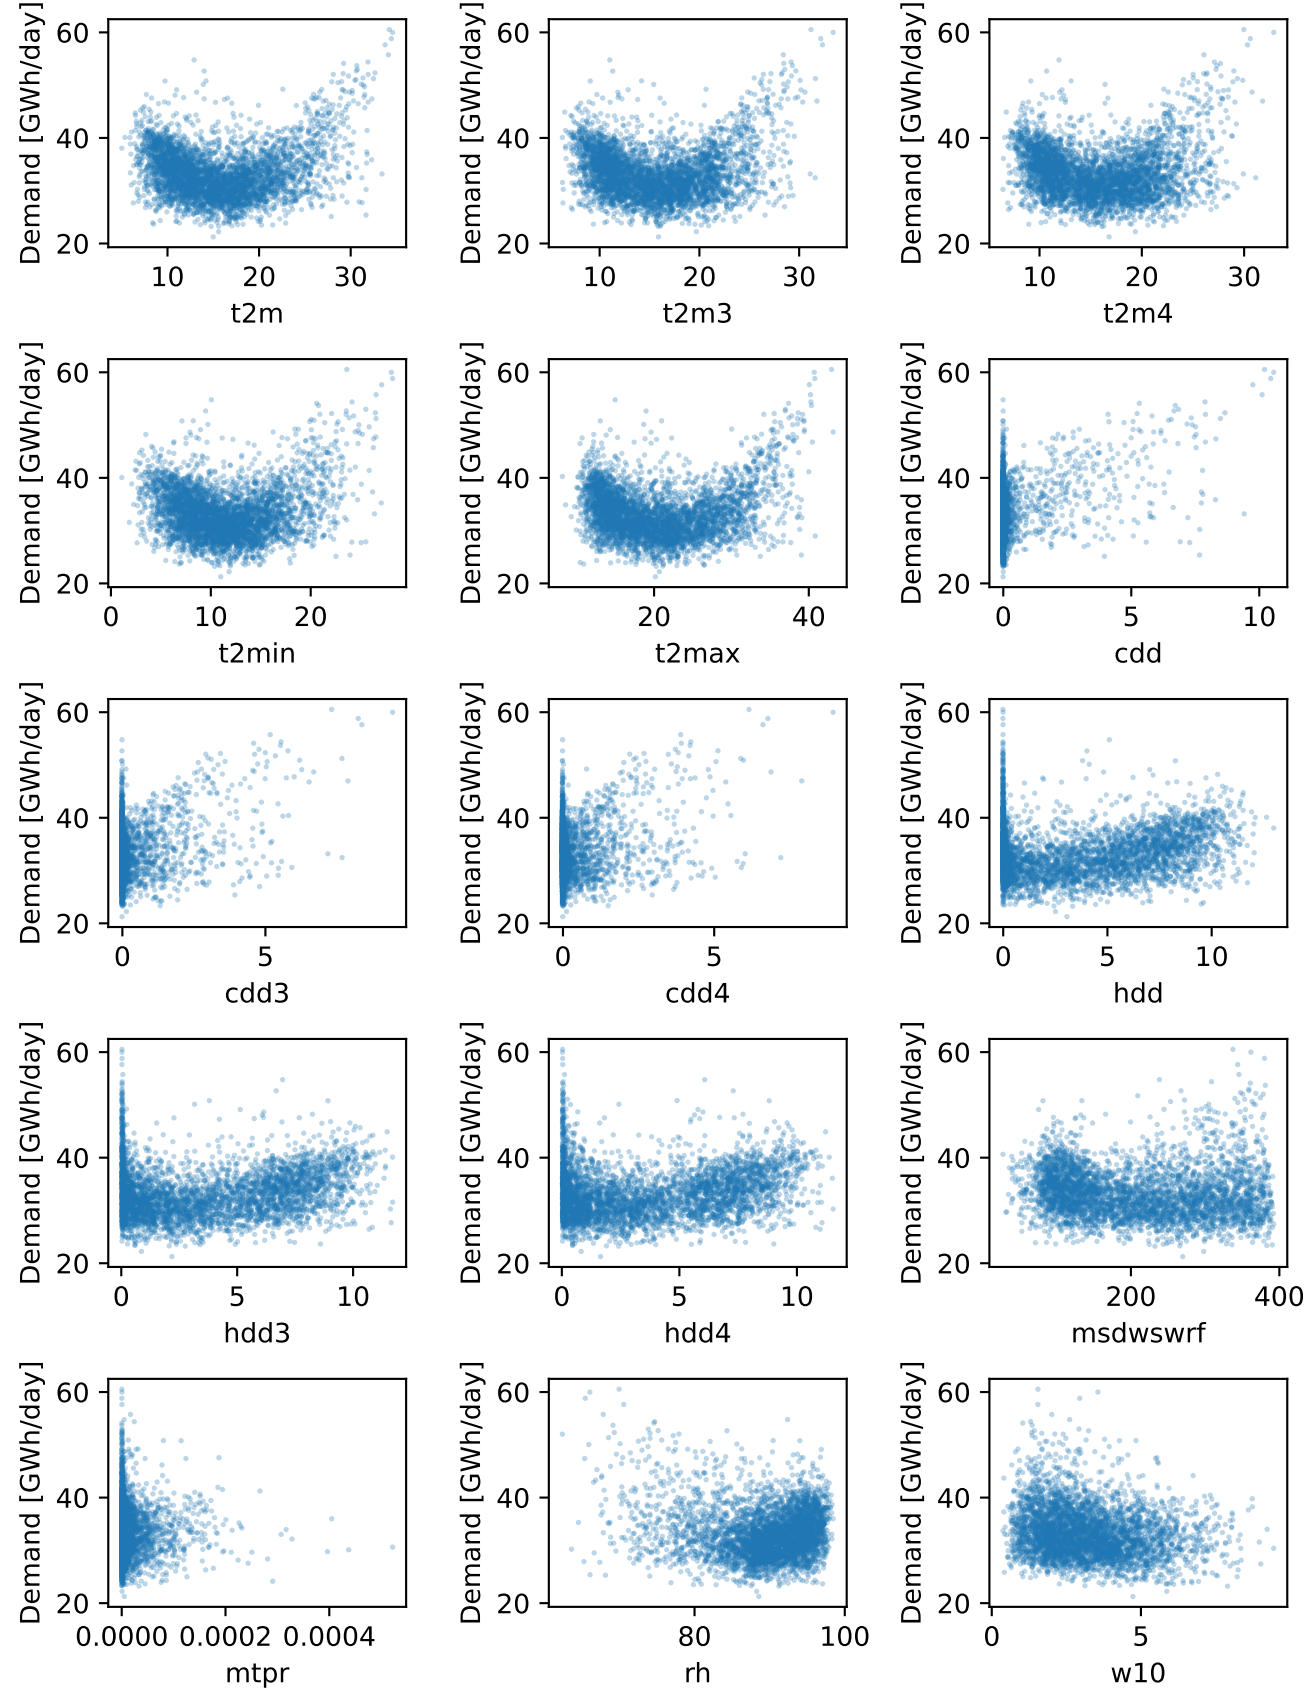 Demand [GWh/day]
60
40
20
10 20 30
t2m
Demand [GWh/day]
60
40
20
10 20 30
t2m3
Demand [GWh/day]
60
40
20
10 20 30
t2m4
Demand [GWh/day]
60
40
20
0 10 20
t2min
Demand [GWh/day]
60
40
20
20 40
t2max
Demand [GWh/day]
60
40
20
0 5 10
cdd
Demand [GWh/day]
60
40
20
0 5
cdd3
Demand [GWh/day]
60
40
20
0 5
cdd4
Demand [GWh/day]
60
40
20
0 5 10
hdd
Demand [GWh/day]
60
40
20
0 5 10
hdd3
Demand [GWh/day]
60
40
20
0 5 10
hdd4
Demand [GWh/day]
60
40
20
200 400
msdwswrf
Demand [GWh/day]
60
40
20
0.0000 0.0002 0.0004
mtpr
Demand [GWh/day]
60
40
20
80 100
rh
Demand [GWh/day]
60
40
20
0 5
w10